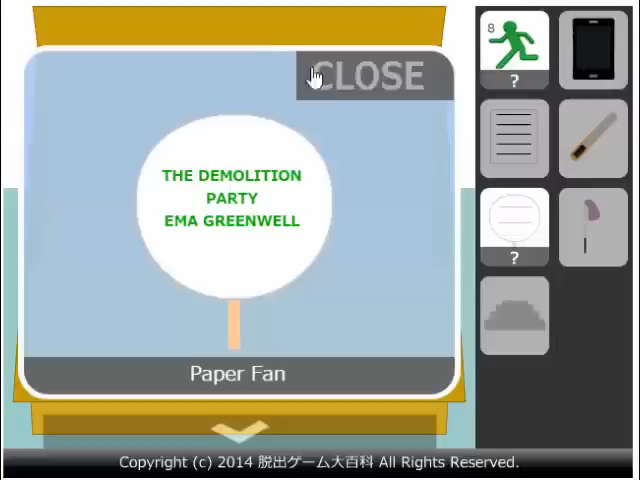 CLOSE
THE DEMOLITION
PARTY
EMA GREENWELL
Paper Fan
8
?
?
Copyright (c) 2014 脱出ゲーム大百科 All Rights Reserved.